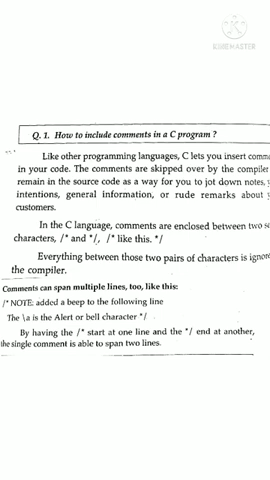 KINEMASTER
Q. 1. How to include comments in a C program ?
Like other programming languages, C lets you insert
in your code. The comments are skipped over by the compiler
remain in the source code as a way for you to jot down notes,
intentions, general information, or rude remarks about
customers.
In the C language, comments are enclosed between two
characters, /* and */, /* like this. */
Everything between those two pairs of characters is
the compiler.
Comments can span multiple lines, too, like this:
/* NOTE: added a beep to the following line
The \a is the Alert or bell character */
By having the /* start at one line and the */ end at another,
the single comment is able to span two lines.